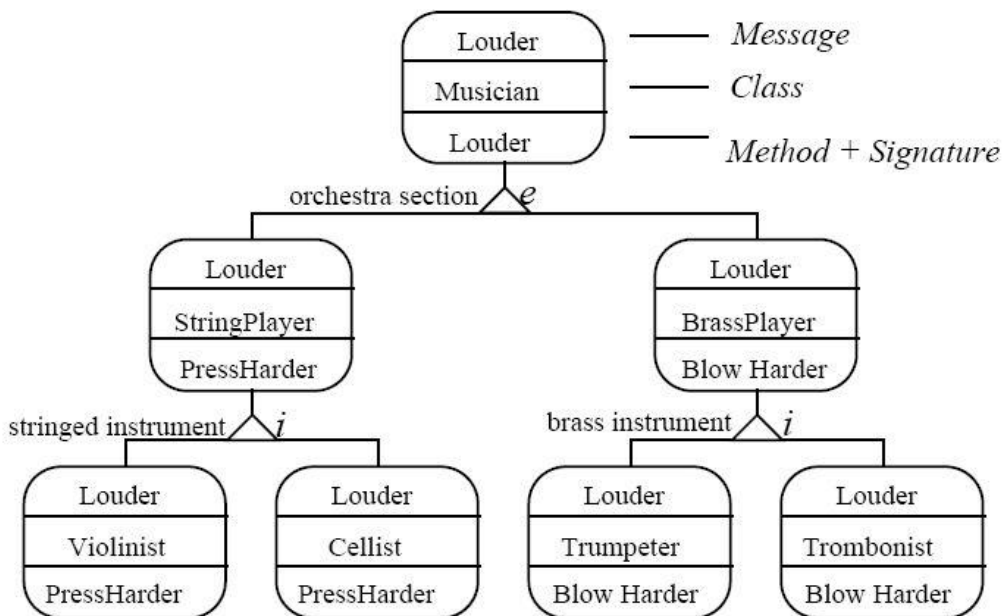 Louder
Message
Musician
Class
Louder
Method + Signature
orchestra section
e
Louder
Louder
StringPlayer
BrassPlayer
PressHarder
Blow Harder
stringed instrument
i
brass instrument
i
Louder
Louder
Louder
Louder
Violinist
Cellist
Trumpeter
Trombonist
PressHarder
PressHarder
Blow Harder
Blow Harder